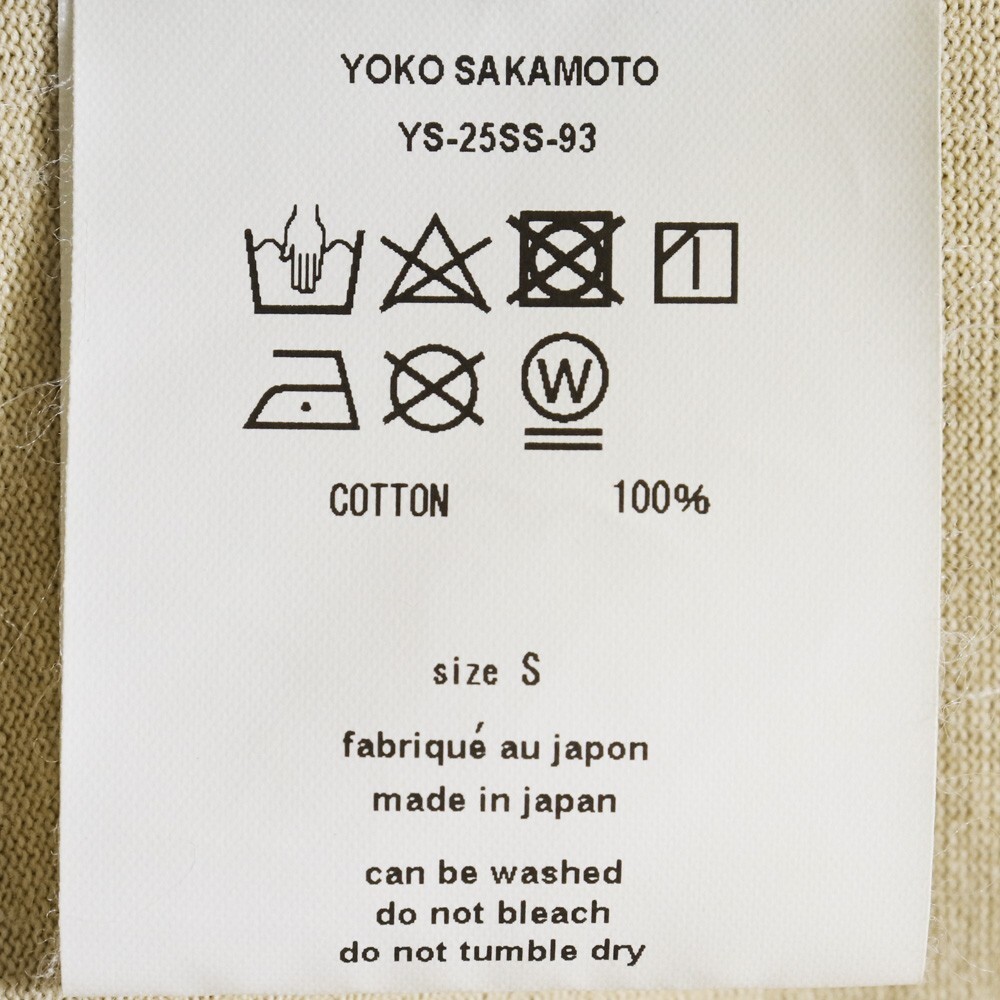 YOKO SAKAMOTO
YS-25SS-93
W
COTTON 100%
size S
fabriqué au japon
made in japan
can be washed
do not bleach
do not tumble dry